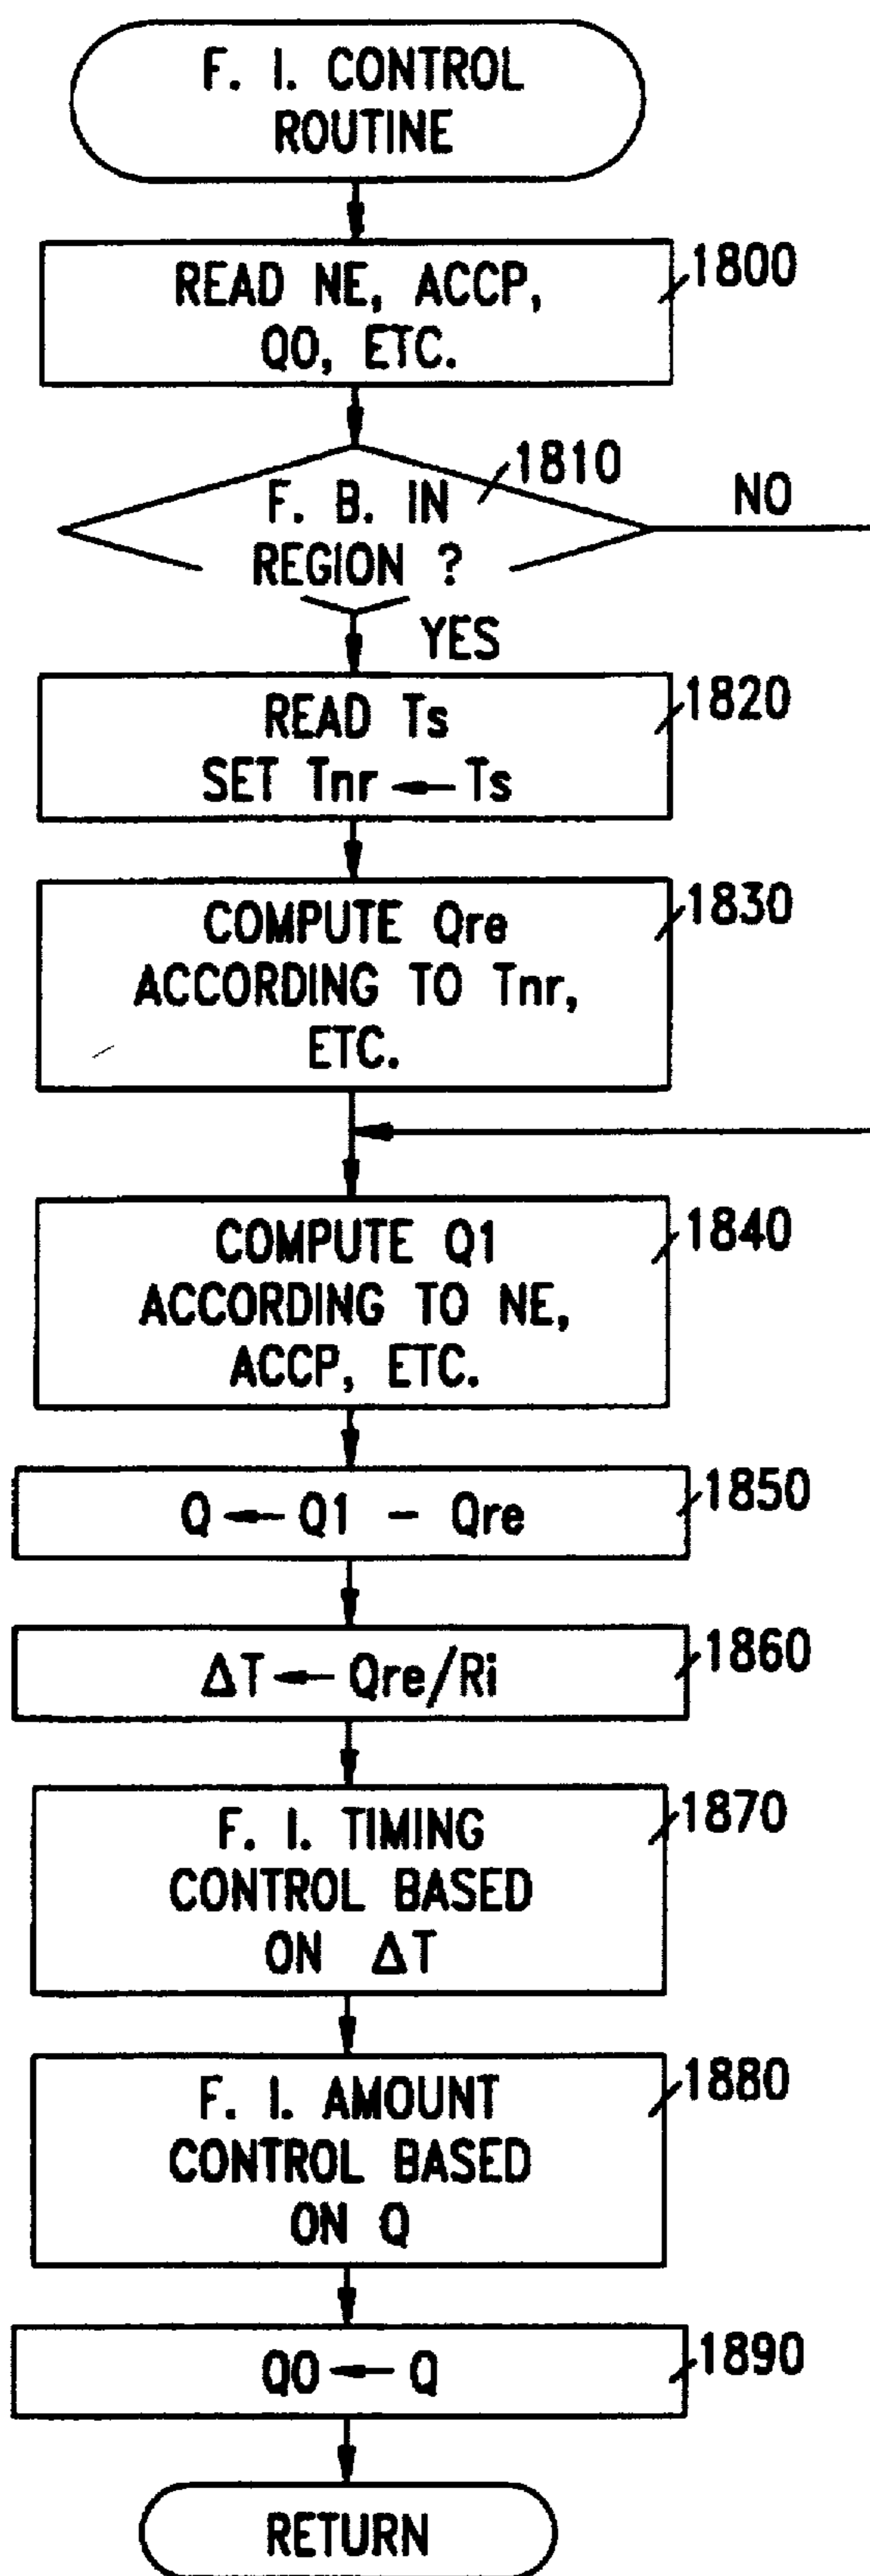 F. I. CONTROL
ROUTINE
READ NE, ACCP,
Q0, ETC.
1800
F. B. IN
REGION ?
1810
NO
YES
READ Ts
SET Tnr ← Ts
1820
COMPUTE Qre
ACCORDING TO Tnr,
ETC.
1830
COMPUTE Q1
ACCORDING TO NE,
ACCP, ETC.
1840
Q ← Q1 - Qre
1850
ΔT ← Qre/Ri
1860
F. I. TIMING
CONTROL BASED
ON ΔT
1870
F. I. AMOUNT
CONTROL BASED
ON Q
1880
Q0 ← Q
1890
RETURN